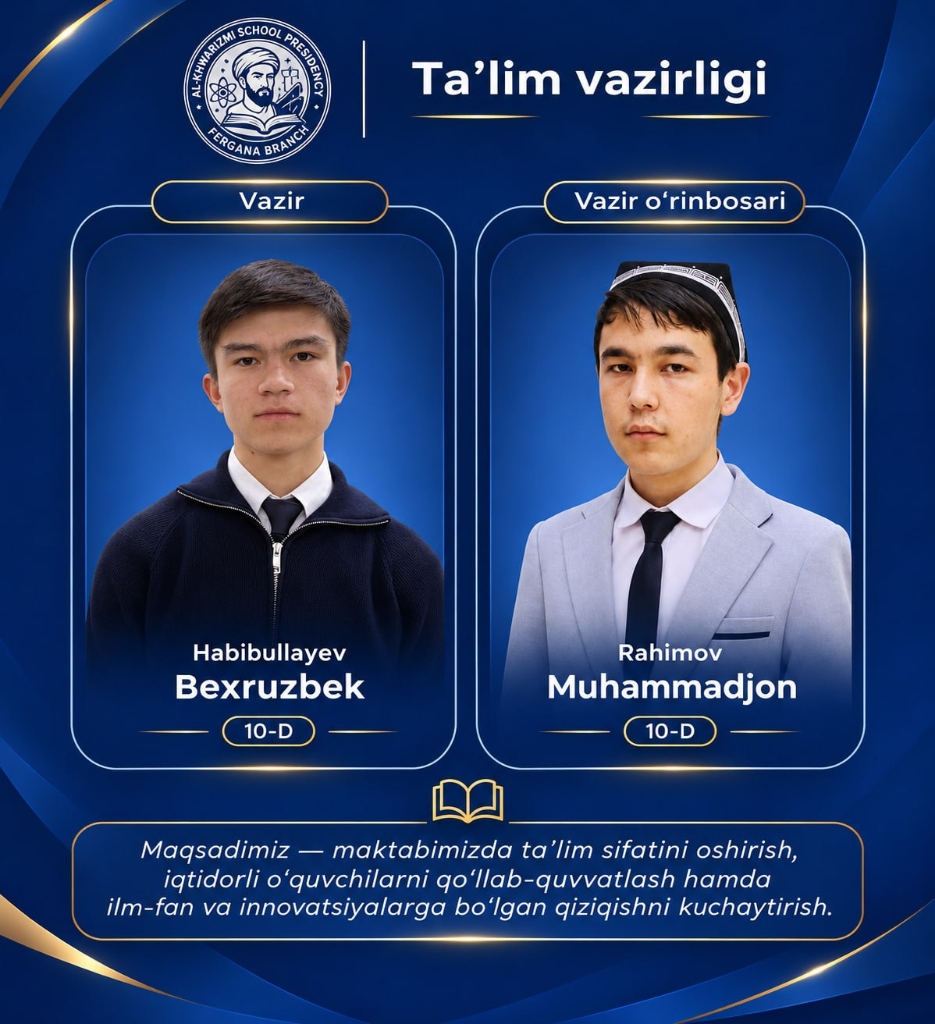 AL-KHWARIZMI SCHOOL PRESIDENCY
FERGANA BRANCH
Ta’lim vazirligi
Vazir
Vazir o‘rinbosari
Habibullayev
Bexruzbek
10-D
Rahimov
Muhammadjon
10-D
Maqsadimiz — maktabimizda ta’lim sifatini oshirish,
iqtidorli o‘quvchilarni qo‘llab-quvvatlash hamda
ilm-fan va innovatsiyalarga bo‘lgan qiziqishni kuchaytirish.